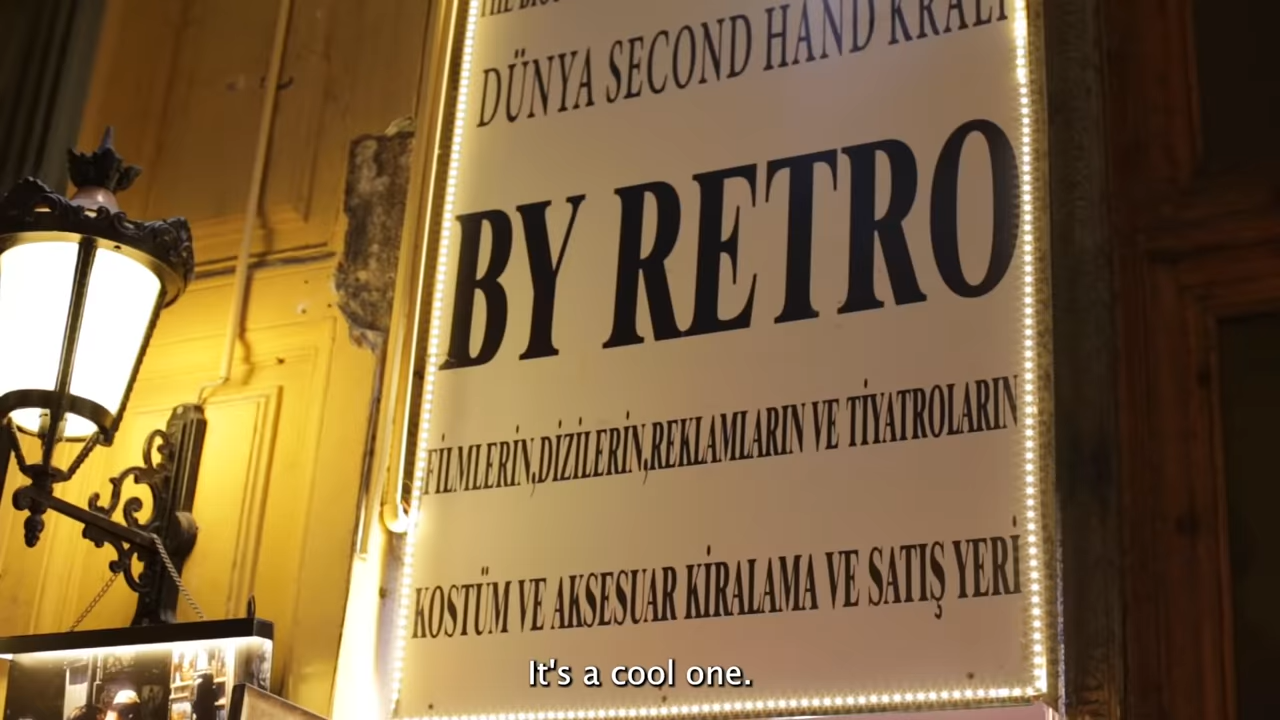 DÜNYA SECOND HAND KRALI
BY RETRO
FİLMLERİN,DİZİLERİN,REKLAMLARIN VE TİYATROLARIN
KOSTÜM VE AKSESUAR KİRALAMA VE SATIŞ YERİ
It's a cool one.